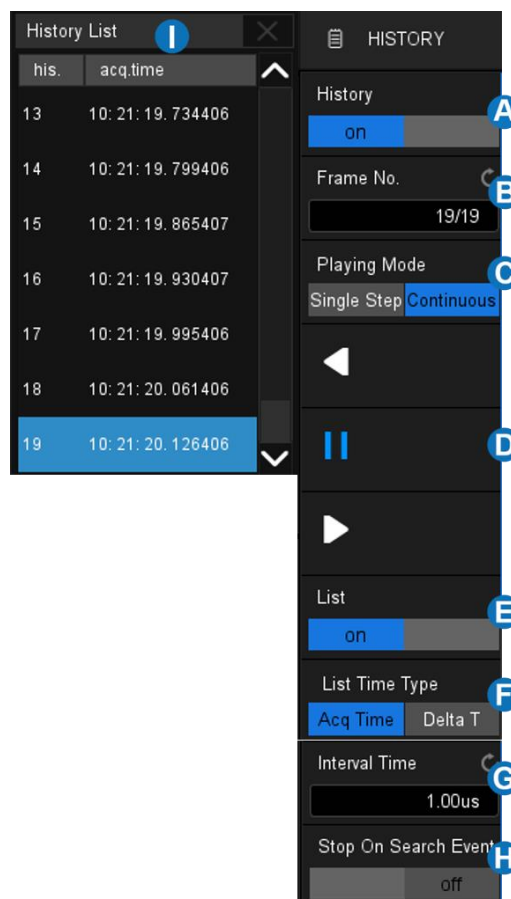 History List I
his. acq.time
13 10: 21: 19. 734406
14 10: 21: 19. 799406
15 10: 21: 19. 865407
16 10: 21: 19. 930407
17 10: 21: 19. 995406
18 10: 21: 20. 061406
19 10: 21: 20. 126406
HISTORY
History A
on
Frame No. B
19/19
Playing Mode C
Single Step Continuous
D
List E
on
List Time Type F
Acq Time Delta T
Interval Time G
1.00us
Stop On Search Event H
off